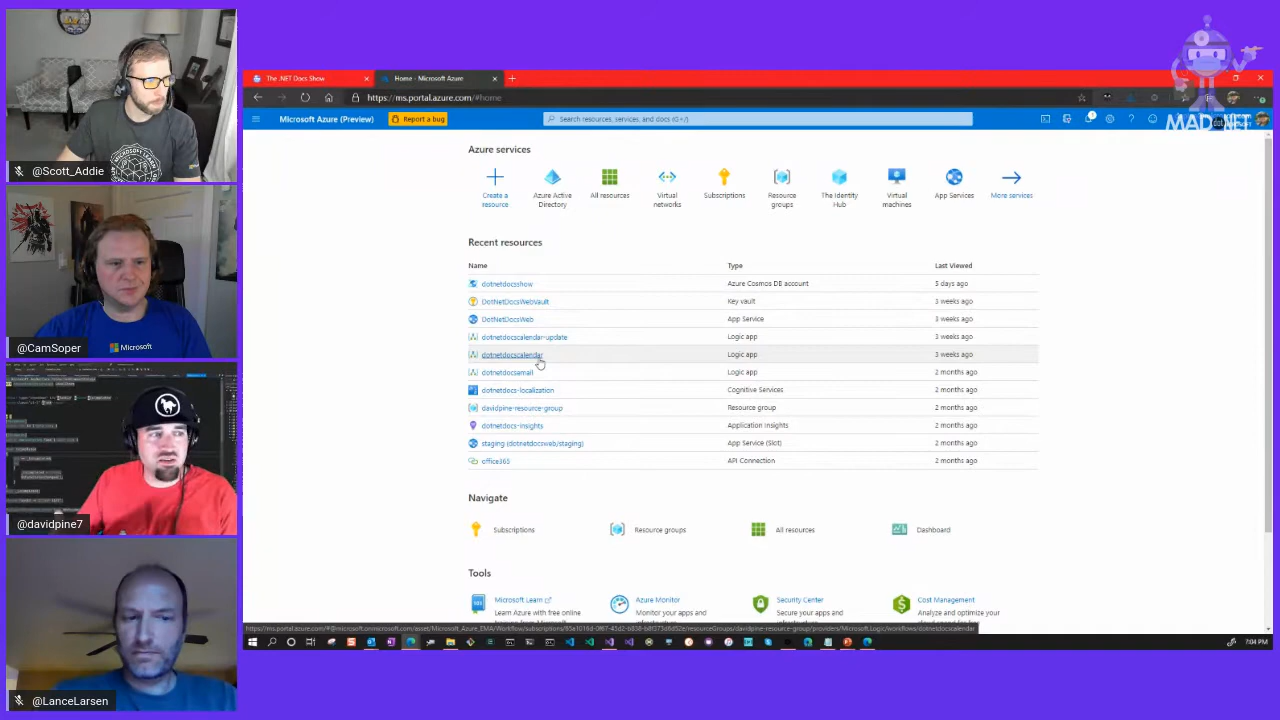 @Scott_Addie
@CamSoper
Microsoft
@davidpine7
@LanceLarsen
The .NET Docs Show
Home - Microsoft Azure
https://ms.portal.azure.com/#home
Microsoft Azure (Preview)
Report a bug
Search resources, services, and docs (G+/)
MAD.NET
Azure services
Create a resource
Azure Active Directory
All resources
Virtual networks
Subscriptions
Resource groups
The Identity Hub
Virtual machines
App Services
More services
Recent resources
Name Type Last Viewed
dotnetdocsshow Azure Cosmos DB account 5 days ago
DotNetDocsWebVault Key vault 3 weeks ago
DotNetDocsWeb App Service 3 weeks ago
dotnetdocscalendar-update Logic app 3 weeks ago
dotnetdocscalendar Logic app 3 weeks ago
dotnetdocsemail Logic app 2 months ago
dotnetdocs-localization Cognitive Services 2 months ago
davidpine-resource-group Resource group 2 months ago
dotnetdocs-insights Application Insights 2 months ago
staging (dotnetdocsweb/staging) App Service (Slot) 2 months ago
office365 API Connection 2 months ago
Navigate
Subscriptions
Resource groups
All resources
Dashboard
Tools
Microsoft Learn
Learn Azure with free online
Azure Monitor
Monitor your apps and
Security Center
Secure your apps and
Cost Management
Analyze and optimize your
7:04 PM